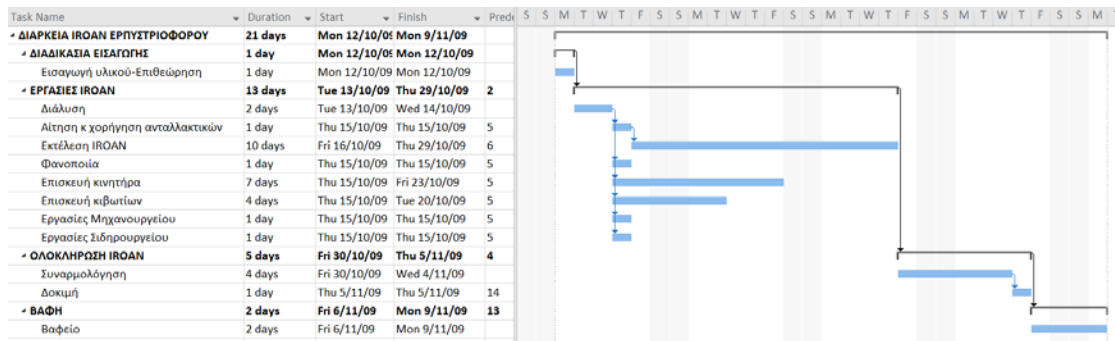 Task Name Duration Start Finish Prede S S M T W T F S S M T W T F S S M T W T F S S M T W T F S S M
ΔΙΑΡΚΕΙΑ IROAN ΕΡΠΥΣΤΡΙΟΦΟΡΟΥ 21 days Mon 12/10/09 Mon 9/11/09
ΔΙΑΔΙΚΑΣΙΑ ΕΙΣΑΓΩΓΗΣ 1 day Mon 12/10/09 Mon 12/10/09
Εισαγωγή υλικού-Επιθεώρηση 1 day Mon 12/10/09 Mon 12/10/09
ΕΡΓΑΣΙΕΣ IROAN 13 days Tue 13/10/09 Thu 29/10/09 2
Διάλυση 2 days Tue 13/10/09 Wed 14/10/09
Αίτηση κ χορήγηση ανταλλακτικών 1 day Thu 15/10/09 Thu 15/10/09 5
Εκτέλεση IROAN 10 days Fri 16/10/09 Thu 29/10/09 6
Φανοποιία 1 day Thu 15/10/09 Thu 15/10/09 5
Επισκευή κινητήρα 7 days Thu 15/10/09 Fri 23/10/09 5
Επισκευή κιβωτίων 4 days Thu 15/10/09 Tue 20/10/09 5
Εργασίες Μηχανουργείου 1 day Thu 15/10/09 Thu 15/10/09 5
Εργασίες Σιδηρουργείου 1 day Thu 15/10/09 Thu 15/10/09 5
ΟΛΟΚΛΗΡΩΣΗ IROAN 5 days Fri 30/10/09 Thu 5/11/09 4
Συναρμολόγηση 4 days Fri 30/10/09 Wed 4/11/09
Δοκιμή 1 day Thu 5/11/09 Thu 5/11/09 14
ΒΑΦΗ 2 days Fri 6/11/09 Mon 9/11/09 13
Βαφείο 2 days Fri 6/11/09 Mon 9/11/09